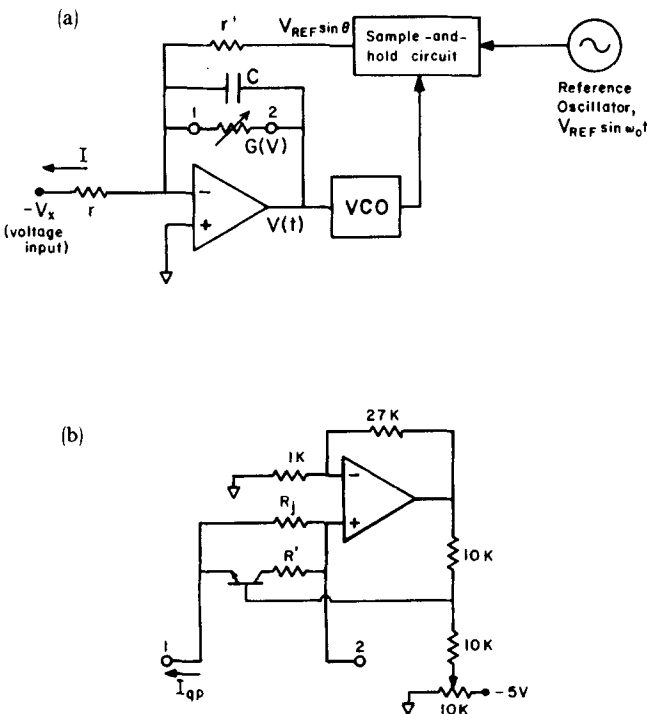 (a)
r'
V_REF sin θ
Sample-and-
hold circuit
Reference
Oscillator,
V_REF sin ω₀t
C
1
2
G(V)
I
-Vₓ
(voltage
input)
r
-
+
V(t)
VCO
(b)
27K
1K
-
R_j
+
R'
10K
10K
1
2
I_qp
-5V
10K